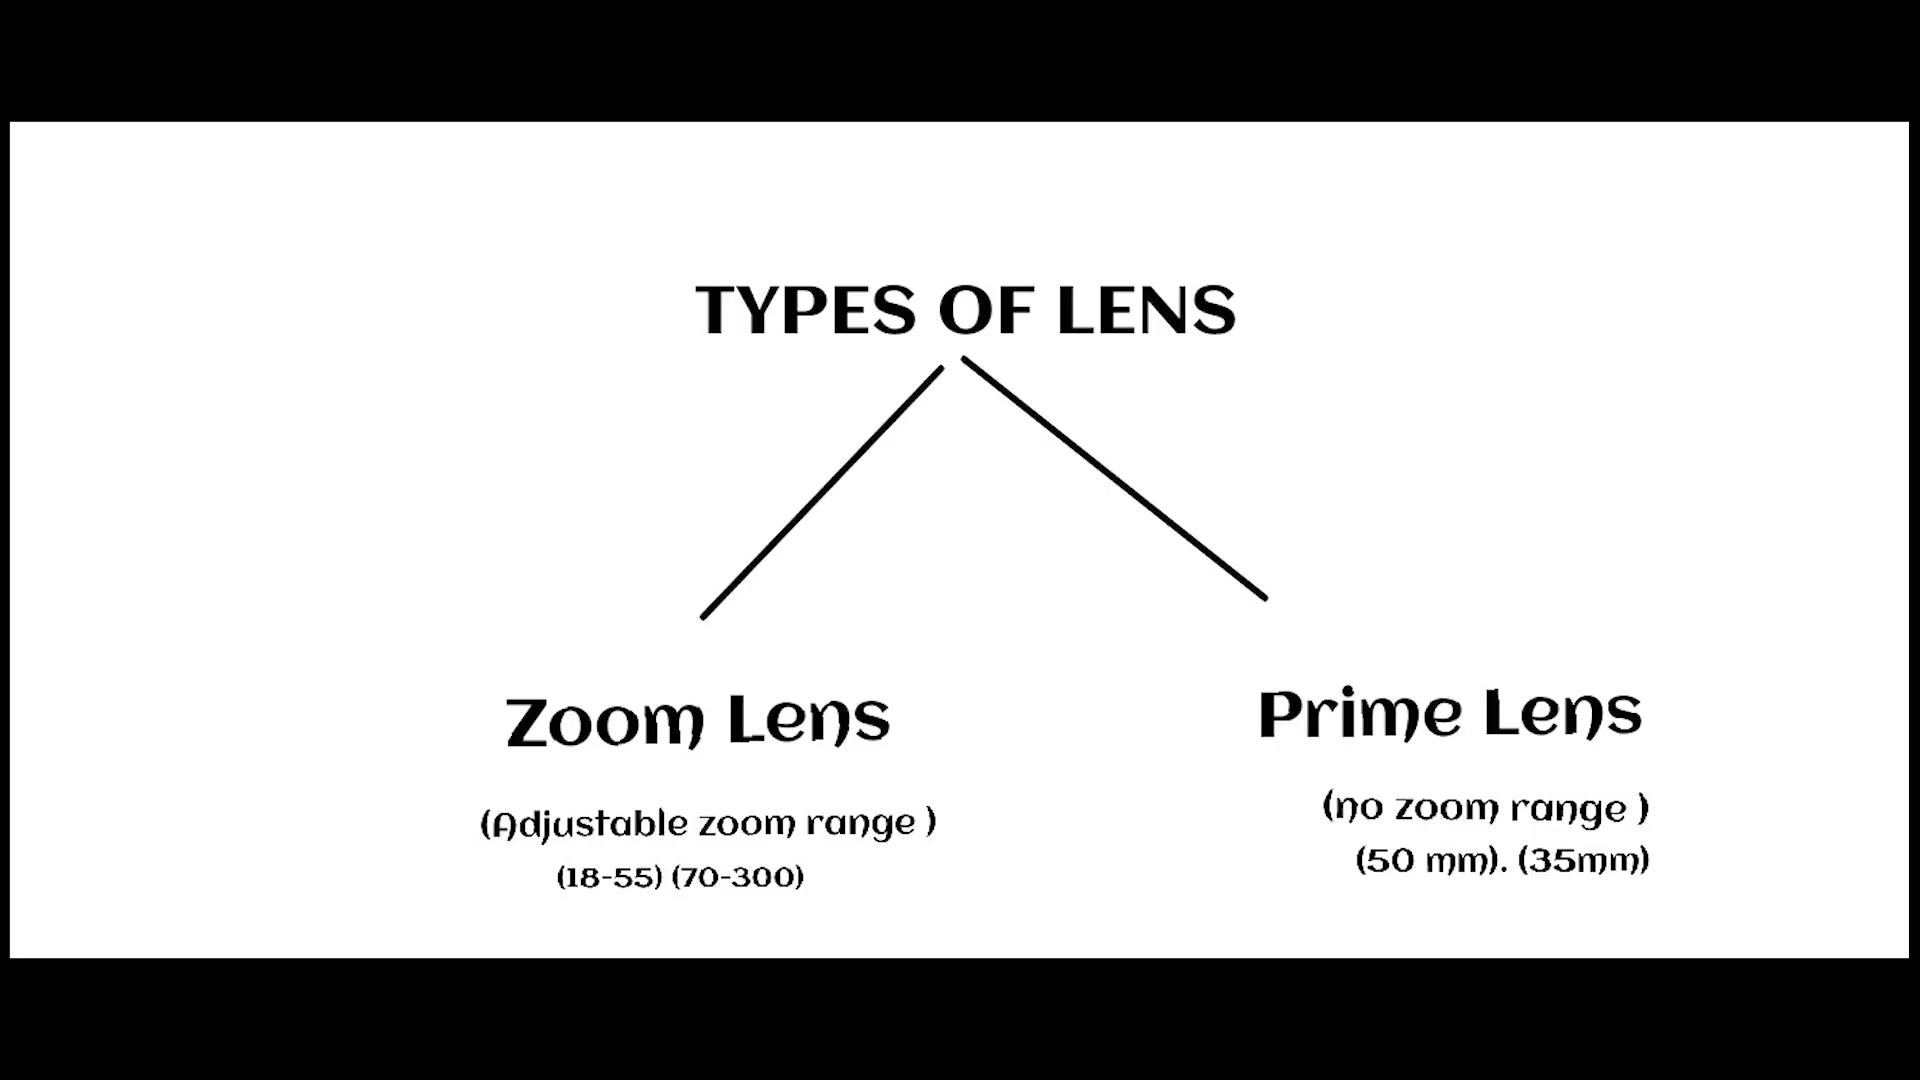 TYPES OF LENS
Zoom Lens
(Adjustable zoom range )
(18-55) (70-300)
Prime Lens
(no zoom range )
(50 mm). (35mm)